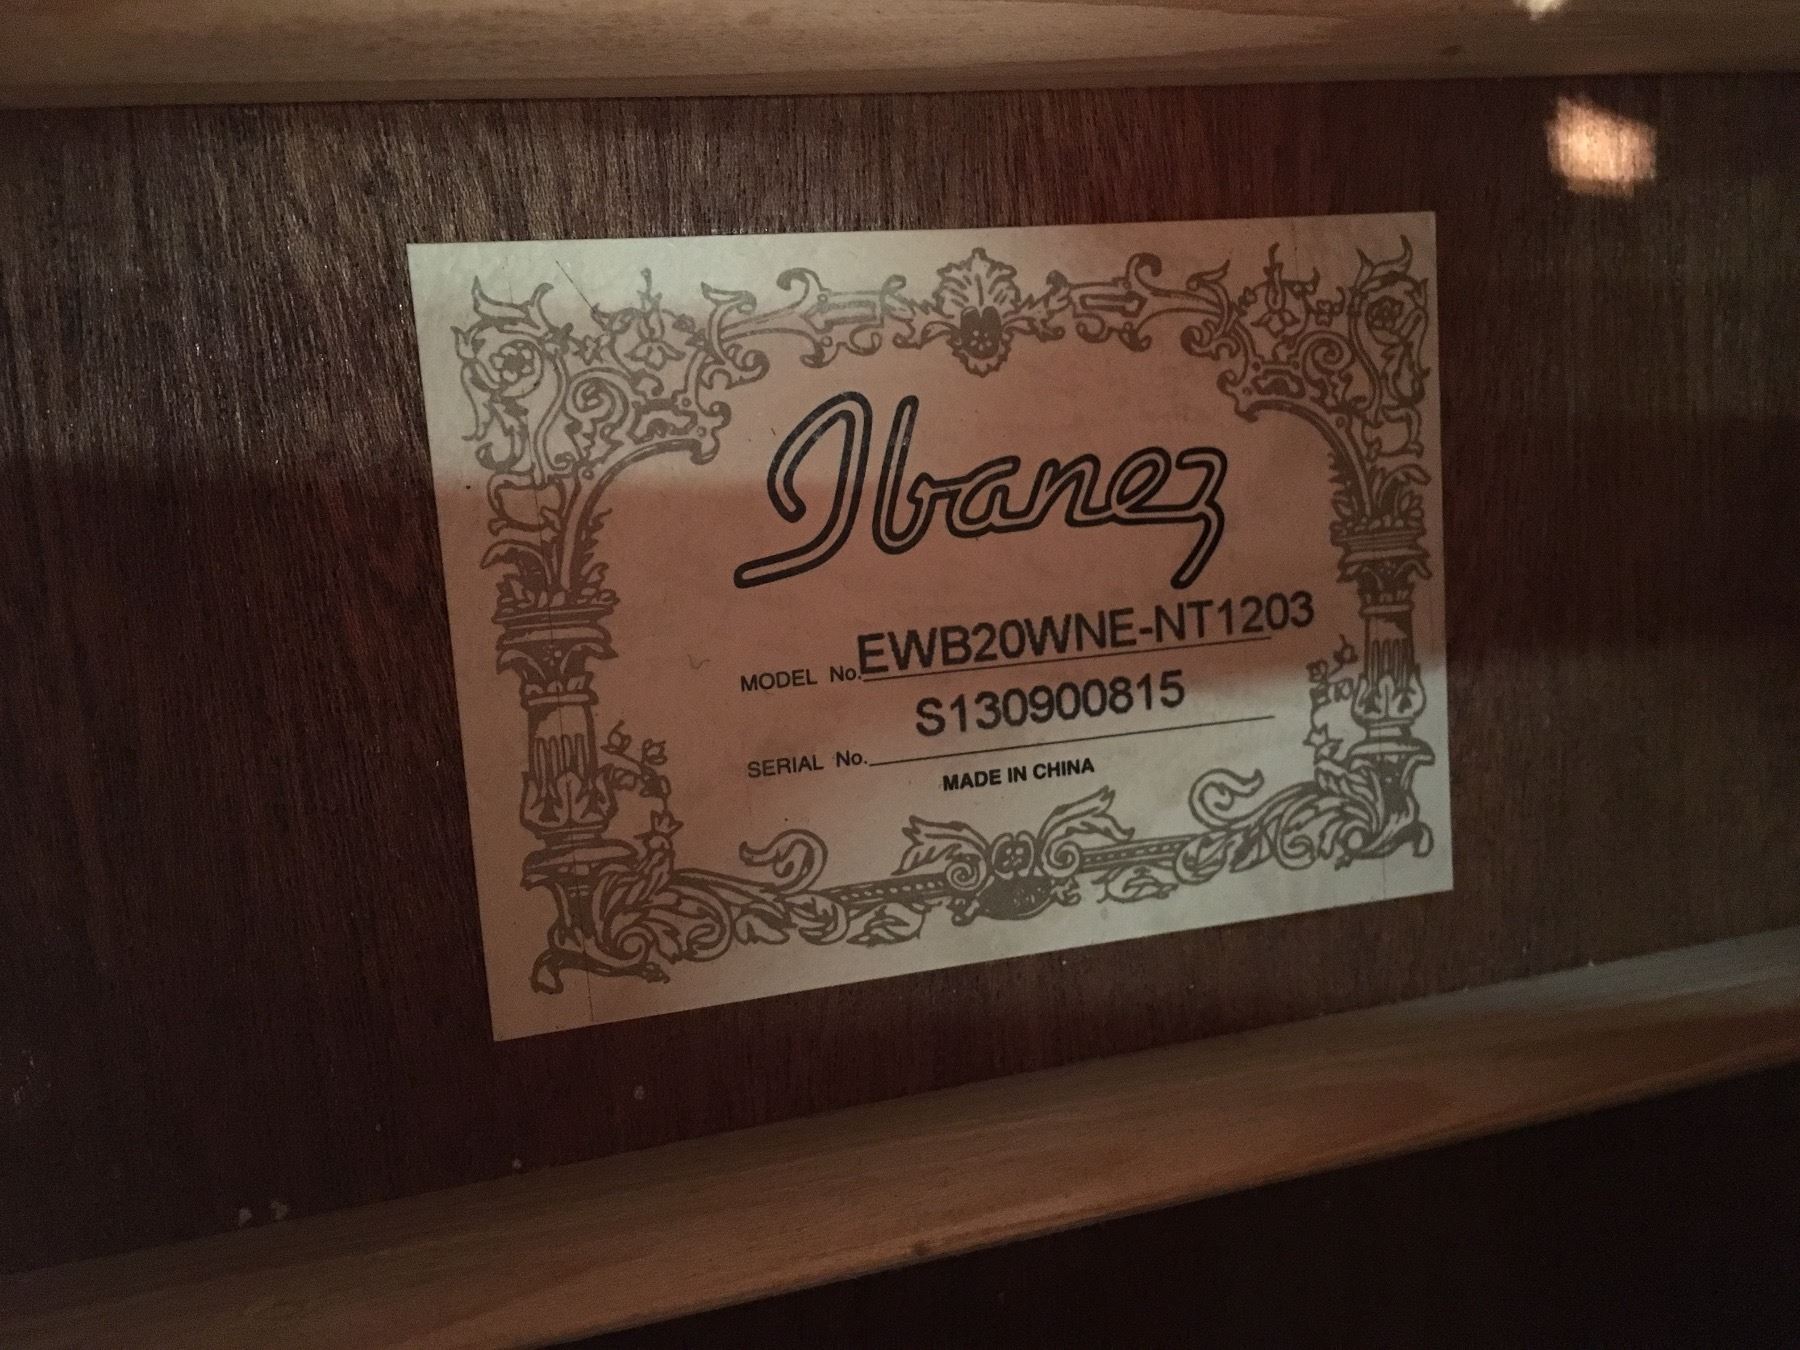 Ibanez
MODEL No. EWB20WNE-NT1203
SERIAL No. S130900815
MADE IN CHINA